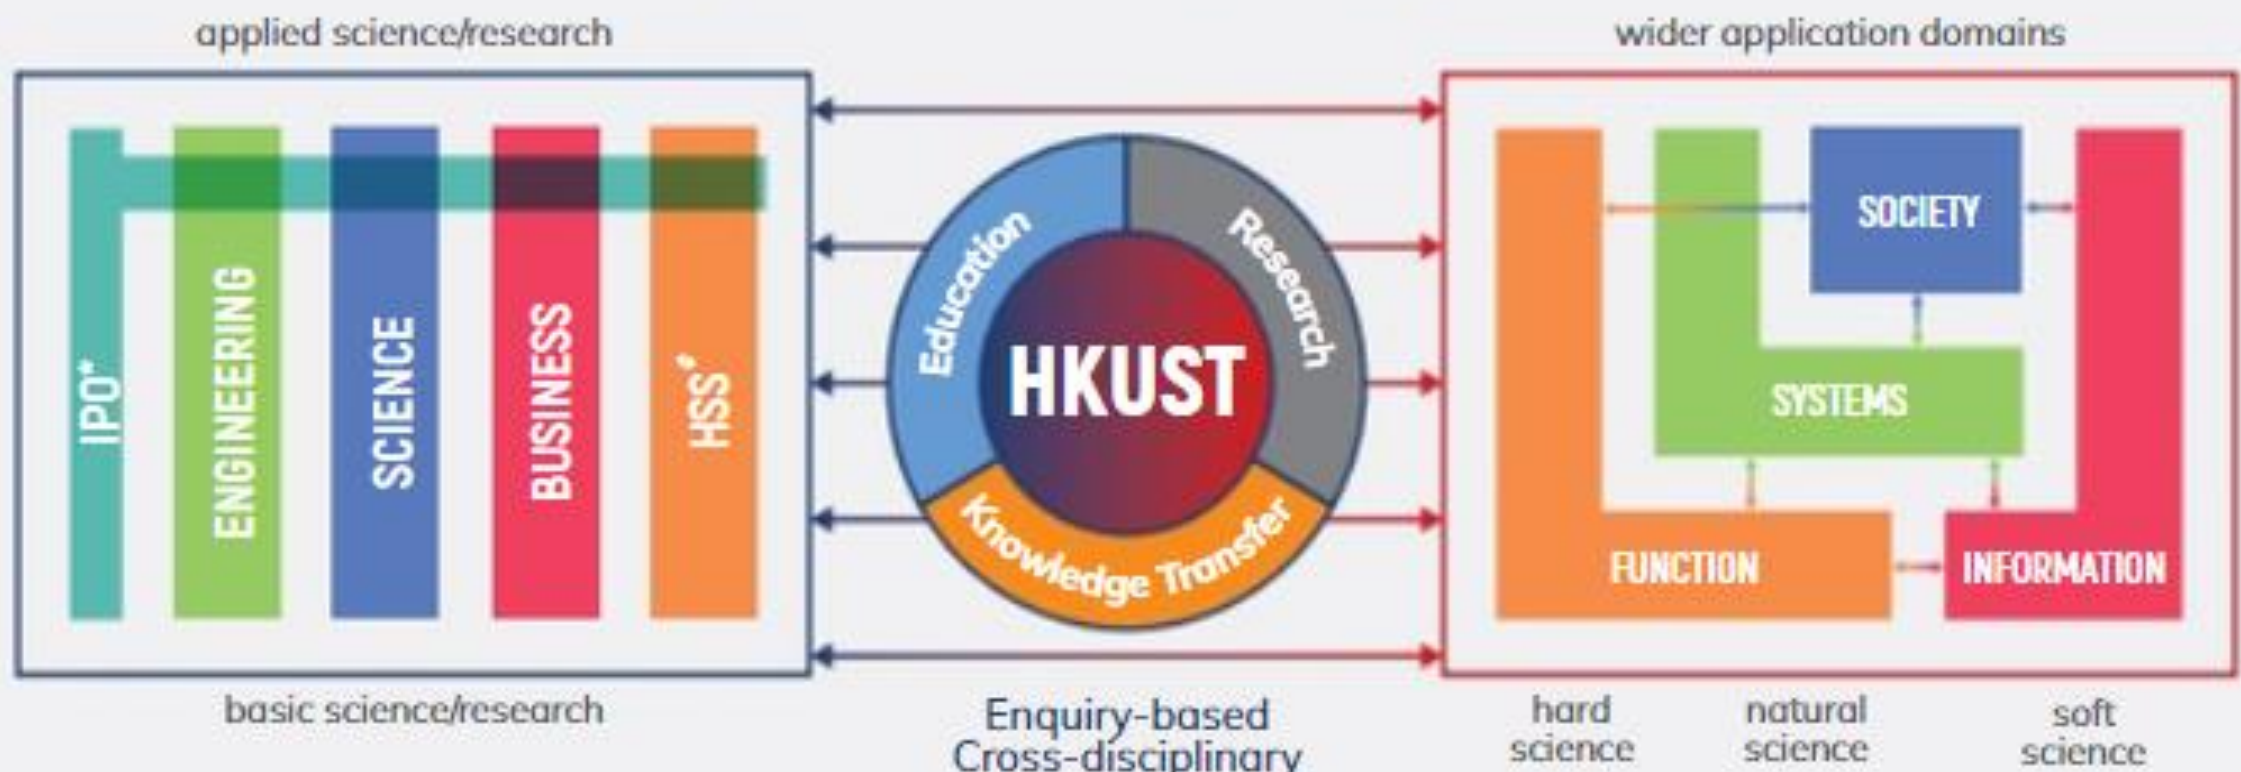 applied science/research
wider application domains
IPO*
ENGINEERING
SCIENCE
BUSINESS
HSS#
Education
Research
HKUST
Knowledge Transfer
SOCIETY
SYSTEMS
FUNCTION
INFORMATION
basic science/research
Enquiry-based
Cross-disciplinary
hard
science
natural
science
soft
science